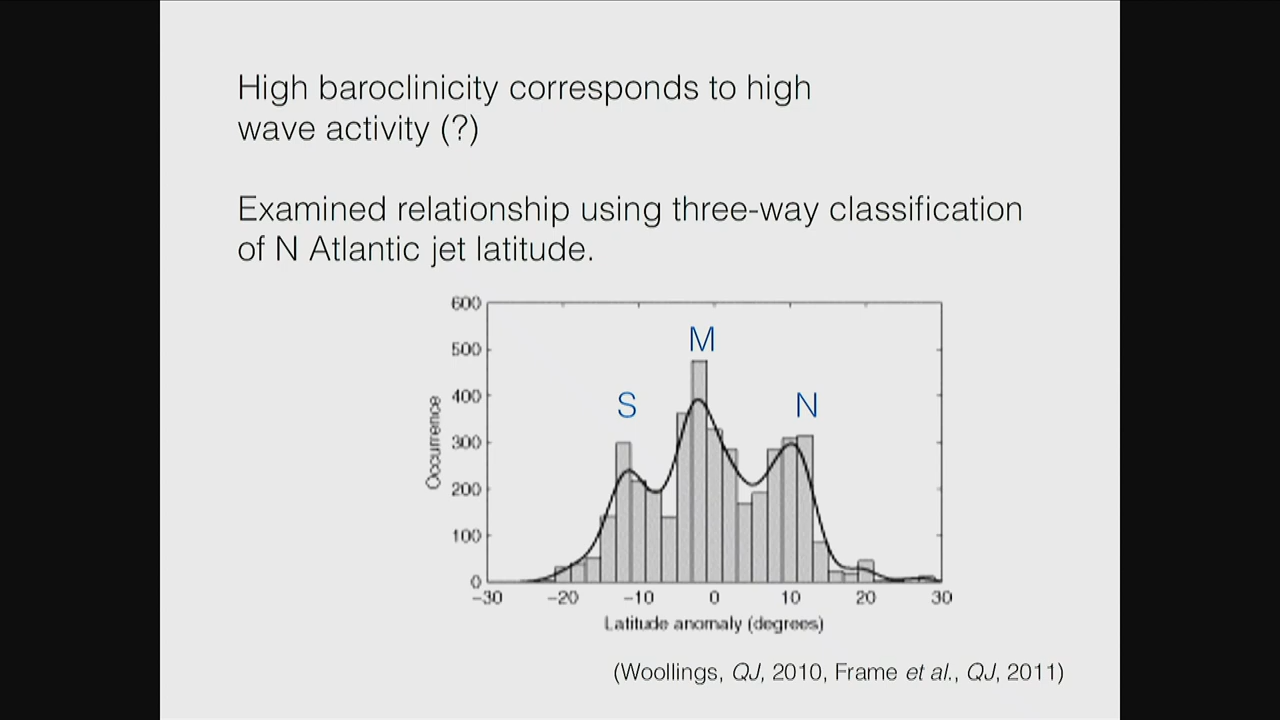 High baroclinicity corresponds to high
wave activity (?)
Examined relationship using three-way classification
of N Atlantic jet latitude.
600
500
400
300
200
100
0
Occurrence
S
M
N
−30
−20
−10
0
10
20
30
Latitude anomaly (degrees)
(Woollings, QJ, 2010, Frame et al., QJ, 2011)